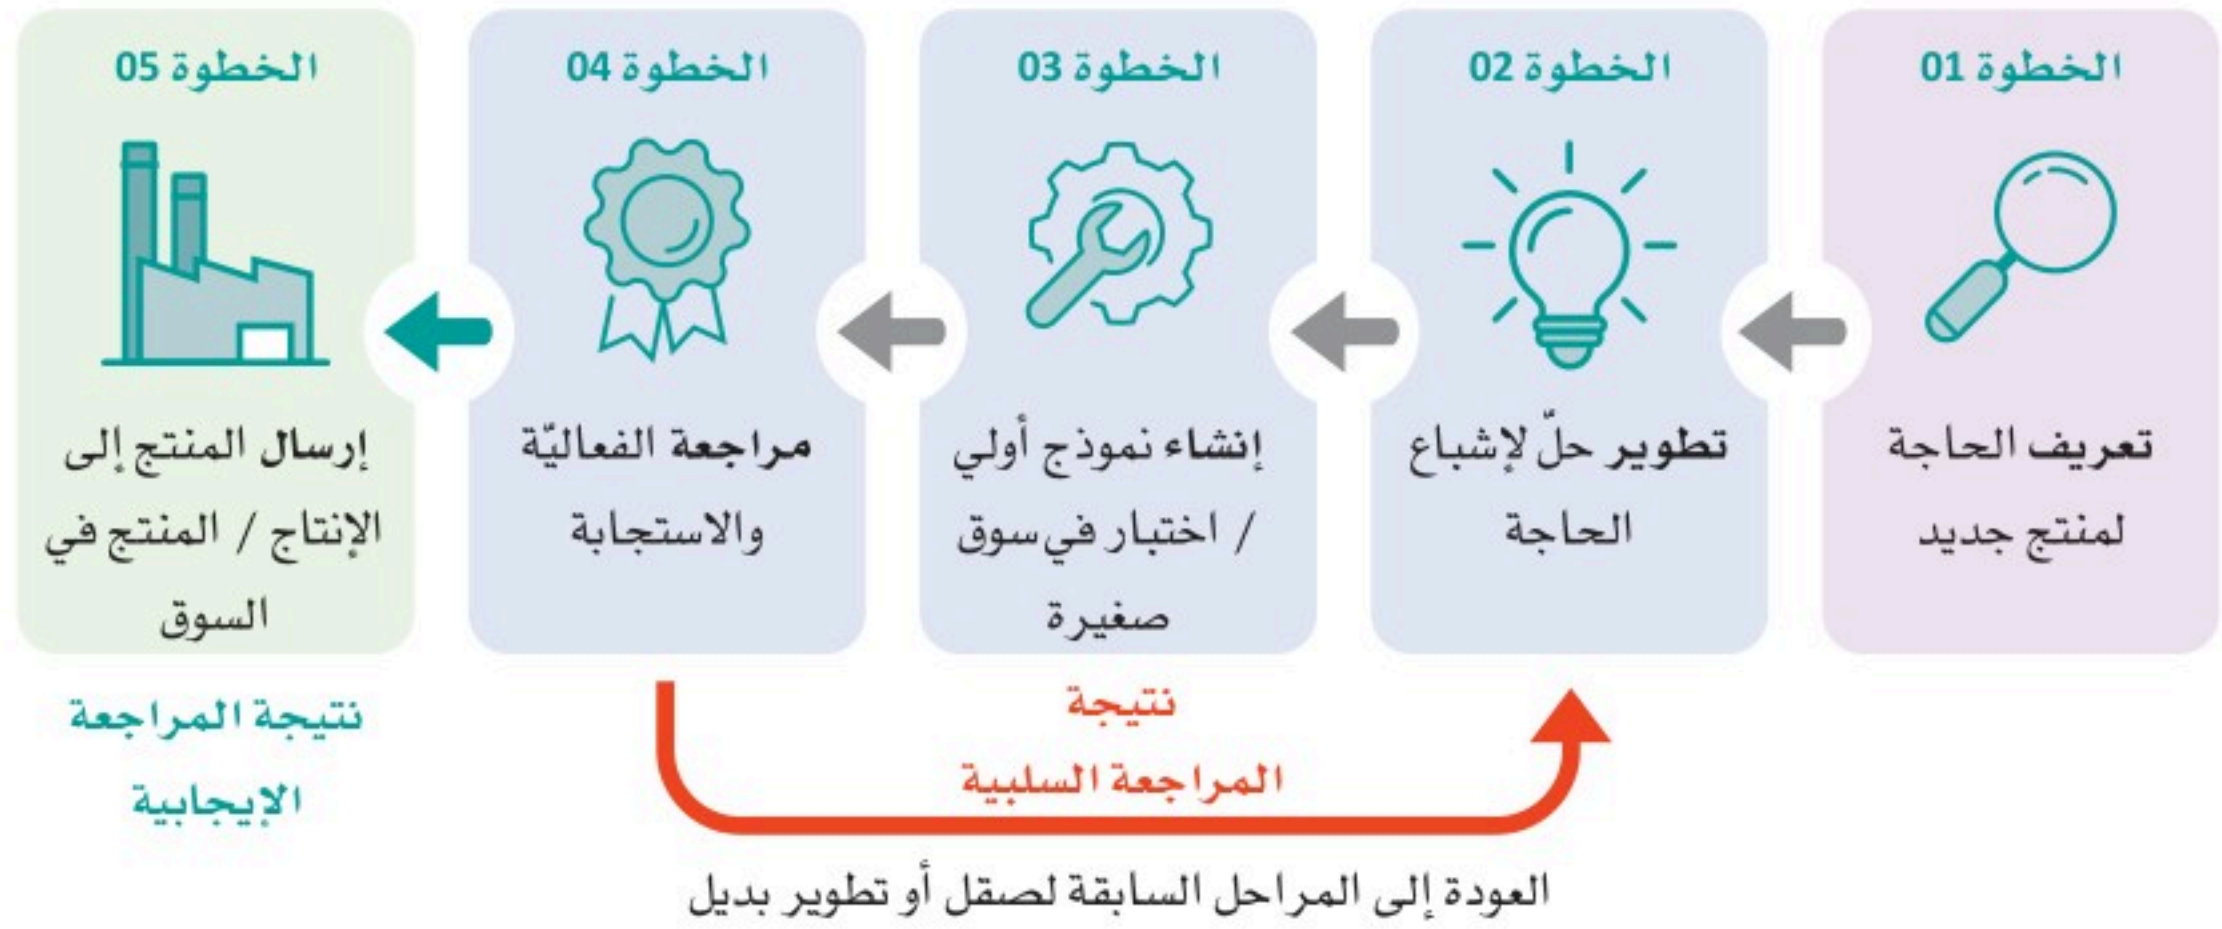 الخطوة 01
تعريف الحاجة
لمنتج جديد
الخطوة 02
تطوير حلّ لإشباع
الحاجة
الخطوة 03
إنشاء نموذج أولي
/ اختبار في سوق
صغيرة
الخطوة 04
مراجعة الفعاليّة
والاستجابة
الخطوة 05
إرسال المنتج إلى
الإنتاج / المنتج في
السوق
نتيجة
المراجعة السلبية
نتيجة المراجعة
الإيجابية
العودة إلى المراحل السابقة لصقل أو تطوير بديل